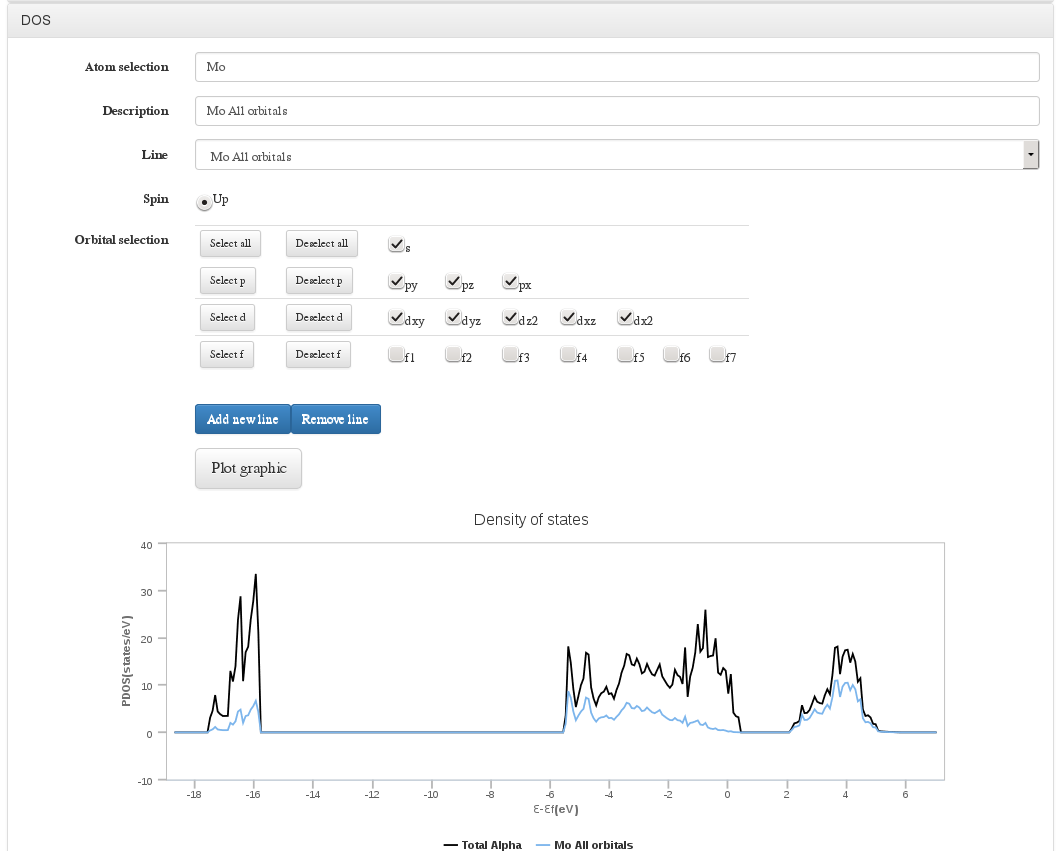 DOS
Atom selection Mo
Description Mo All orbitals
Line Mo All orbitals
Spin Up
Orbital selection Select all Deselect all s
Select p Deselect p py pz px
Select d Deselect d dxy dyz dz2 dxz dx2
Select f Deselect f f1 f2 f3 f4 f5 f6 f7
Add new line Remove line
Plot graphic
Density of states
PDOS(states/eV)
40
30
20
10
0
-10
-18 -16 -14 -12 -10 -8 -6 -4 -2 0 2 4 6
Ɛ-Ɛf(eV)
Total Alpha Mo All orbitals